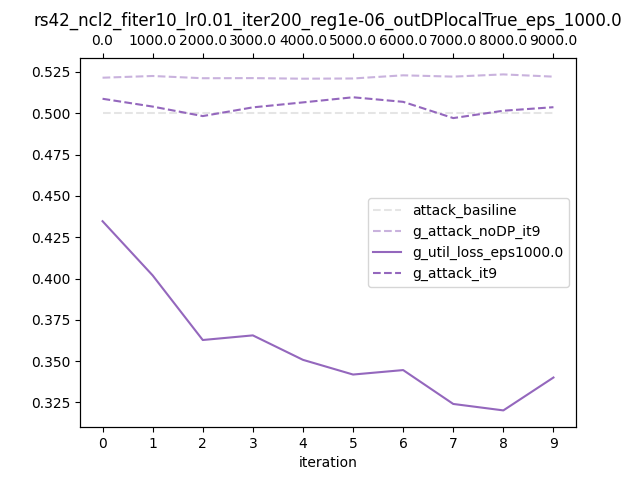 rs42_ncl2_fiter10_lr0.01_iter200_reg1e-06_outDPlocalTrue_eps_1000.0
0.0 1000.0 2000.0 3000.0 4000.0 5000.0 6000.0 7000.0 8000.0 9000.0
0.525
0.500
0.475
0.450
0.425
0.400
0.375
0.350
0.325
attack_basiline
g_attack_noDP_it9
g_util_loss_eps1000.0
g_attack_it9
0 1 2 3 4 5 6 7 8 9
iteration